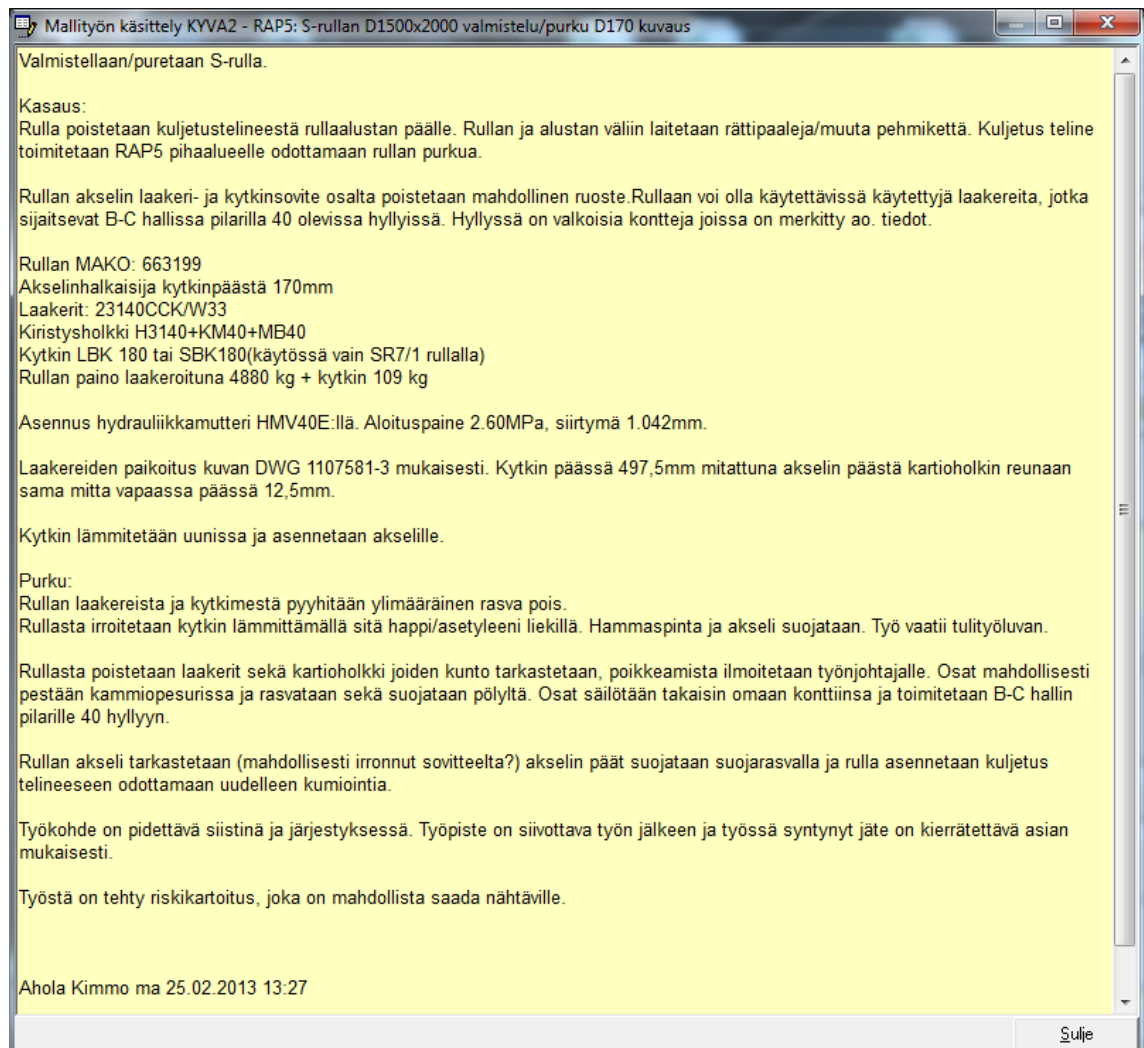 Mallityön käsittely KYVA2 - RAP5: S-rullan D1500x2000 valmistelu/purku D170 kuvaus
Valmistellaan/puretaan S-rulla.
Kasaus:
Rulla poistetaan kuljetustelineestä rullaalustan päälle. Rullan ja alustan väliin laitetaan rättipaaleja/muuta pehmikettä. Kuljetus teline
toimitetaan RAP5 pihaalueelle odottamaan rullan purkua.
Rullan akselin laakeri- ja kytkinsovite osalta poistetaan mahdollinen ruoste.Rullaan voi olla käytettävissä käytettyjä laakereita, jotka
sijaitsevat B-C hallissa pilarilla 40 olevissa hyllyissä. Hyllyssä on valkoisia kontteja joissa on merkitty ao. tiedot.
Rullan MAKO: 663199
Akselinhalkaisija kytkinpäästä 170mm
Laakerit: 23140CCK/W33
Kiristysholkki H3140+KM40+MB40
Kytkin LBK 180 tai SBK180(käytössä vain SR7/1 rullalla)
Rullan paino laakeroituna 4880 kg + kytkin 109 kg
Asennus hydrauliikkamutteri HMV40E:llä. Aloituspaine 2.60MPa, siirtymä 1.042mm.
Laakereiden paikoitus kuvan DWG 1107581-3 mukaisesti. Kytkin päässä 497,5mm mitattuna akselin päästä kartioholkin reunaan
sama mitta vapaassa päässä 12,5mm.
Kytkin lämmitetään uunissa ja asennetaan akselille.
Purku:
Rullan laakereista ja kytkimestä pyyhitään ylimääräinen rasva pois.
Rullasta irroitetaan kytkin lämmittämällä sitä happi/asetyleeni liekillä. Hammaspinta ja akseli suojataan. Työ vaatii tulityöluvan.
Rullasta poistetaan laakerit sekä kartioholkki joiden kunto tarkastetaan, poikkeamista ilmoitetaan työnjohtajalle. Osat mahdollisesti
pestään kammiopesurissa ja rasvataan sekä suojataan pölyltä. Osat säilötään takaisin omaan konttiinsa ja toimitetaan B-C hallin
pilarille 40 hyllyyn.
Rullan akseli tarkastetaan (mahdollisesti irronnut sovitteelta?) akselin päät suojataan suojarasvalla ja rulla asennetaan kuljetus
telineeseen odottamaan uudelleen kumiointia.
Työkohde on pidettävä siistinä ja järjestyksessä. Työpiste on siivottava työn jälkeen ja työssä syntynyt jäte on kierrätettävä asian
mukaisesti.
Työstä on tehty riskikartoitus, joka on mahdollista saada nähtäville.
Ahola Kimmo ma 25.02.2013 13:27
Sulje